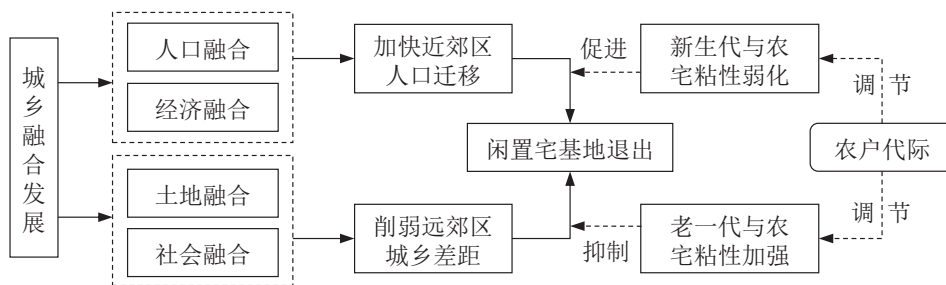 城乡融合发展
人口融合
经济融合
土地融合
社会融合
加快近郊区
人口迁移
削弱远郊区
城乡差距
闲置宅基地退出
促进
抑制
新生代与农
宅粘性弱化
老一代与农
宅粘性加强
调 节
农户代际
调 节